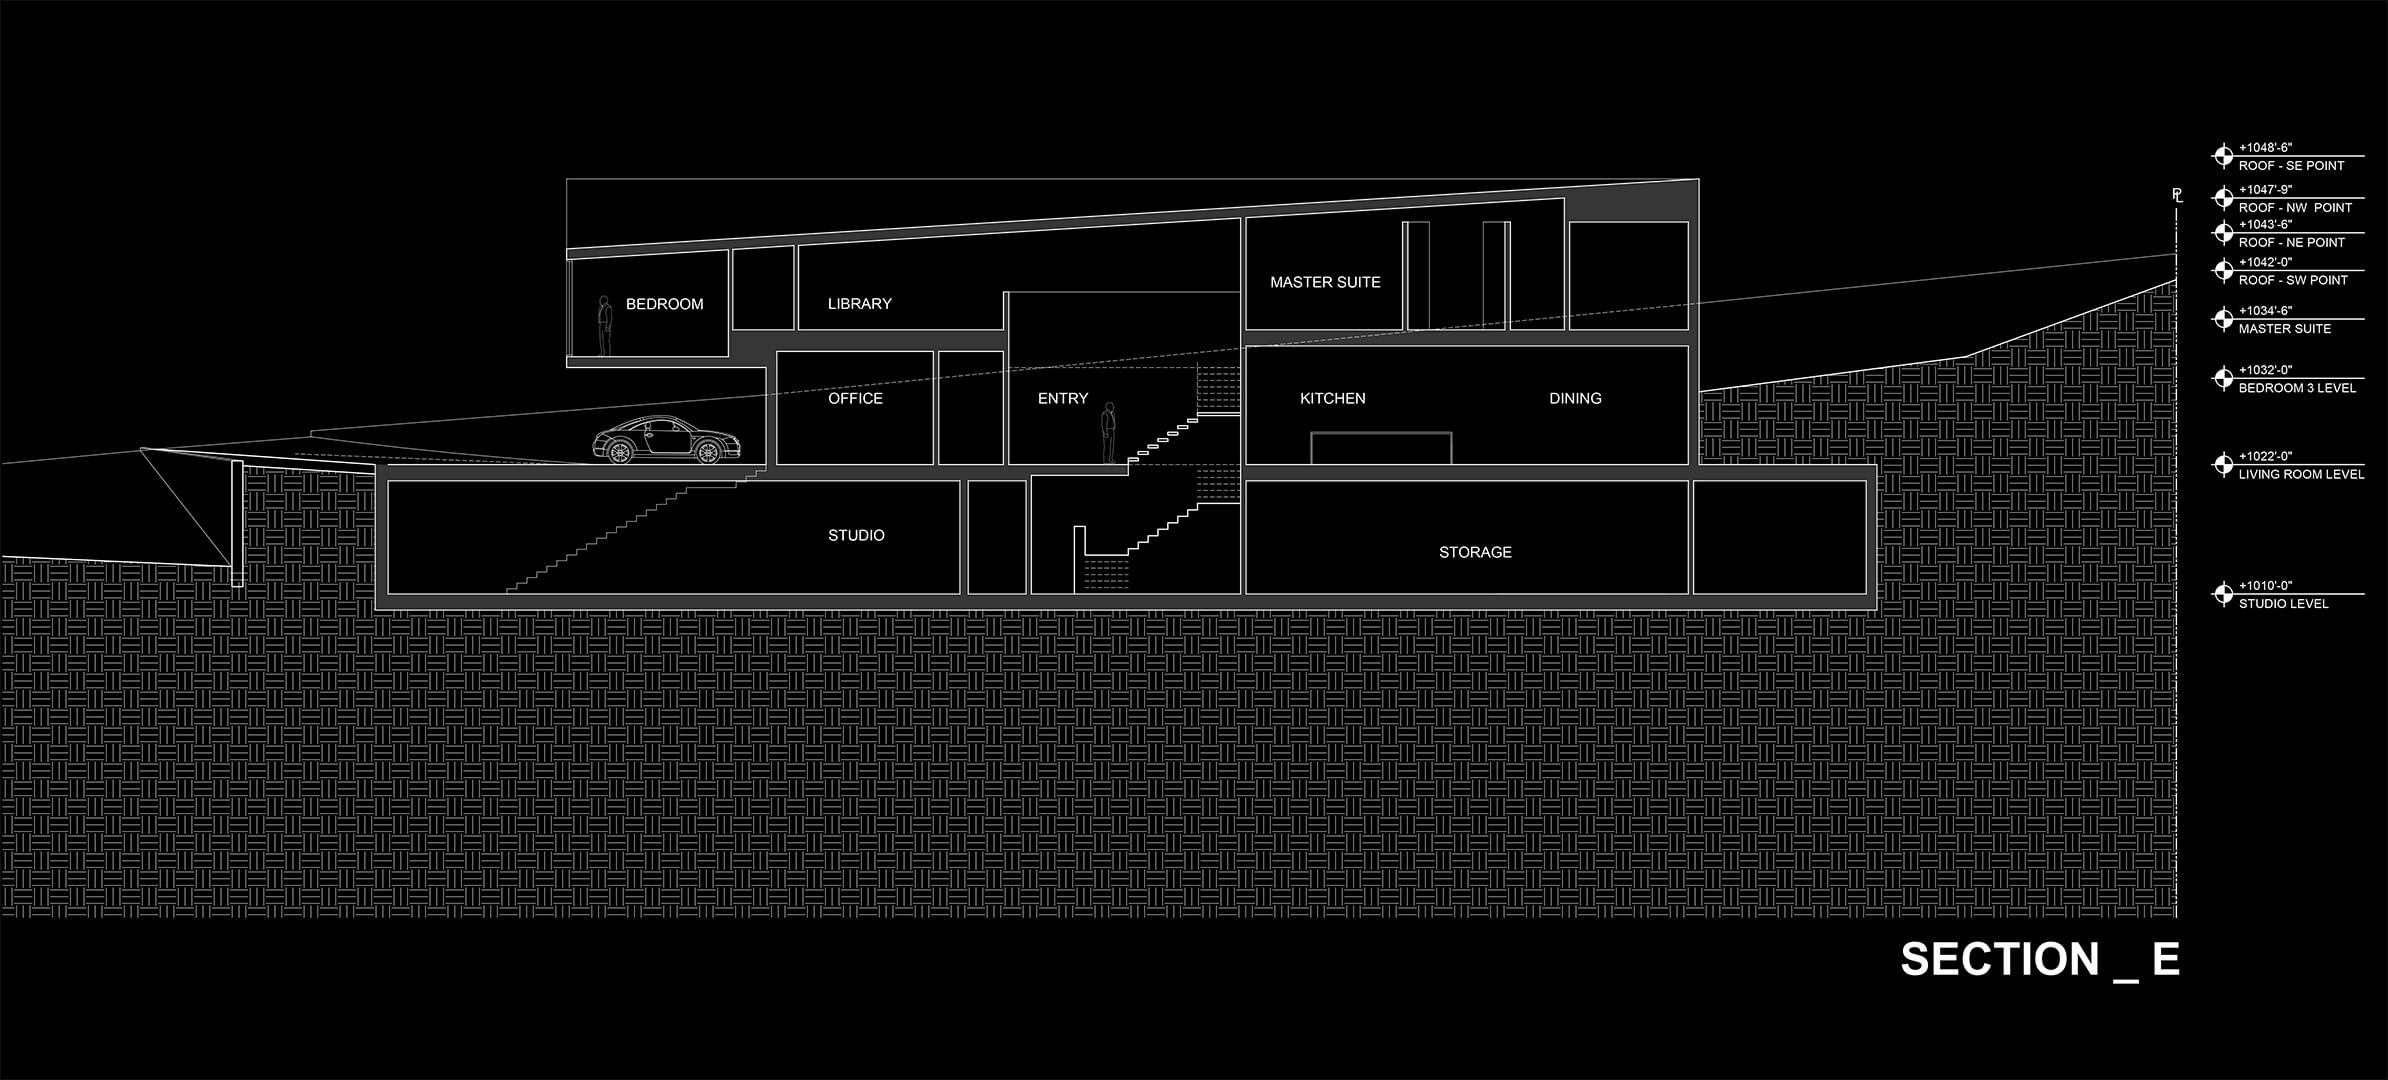 +1048'-6"
ROOF - SE POINT
PL
+1047'-9"
ROOF - NW POINT
+1043'-6"
ROOF - NE POINT
+1042'-0"
ROOF - SW POINT
MASTER SUITE
BEDROOM
LIBRARY
+1034'-6"
MASTER SUITE
+1032'-0"
BEDROOM 3 LEVEL
OFFICE
ENTRY
KITCHEN
DINING
+1022'-0"
LIVING ROOM LEVEL
STUDIO
STORAGE
+1010'-0"
STUDIO LEVEL
SECTION _ E